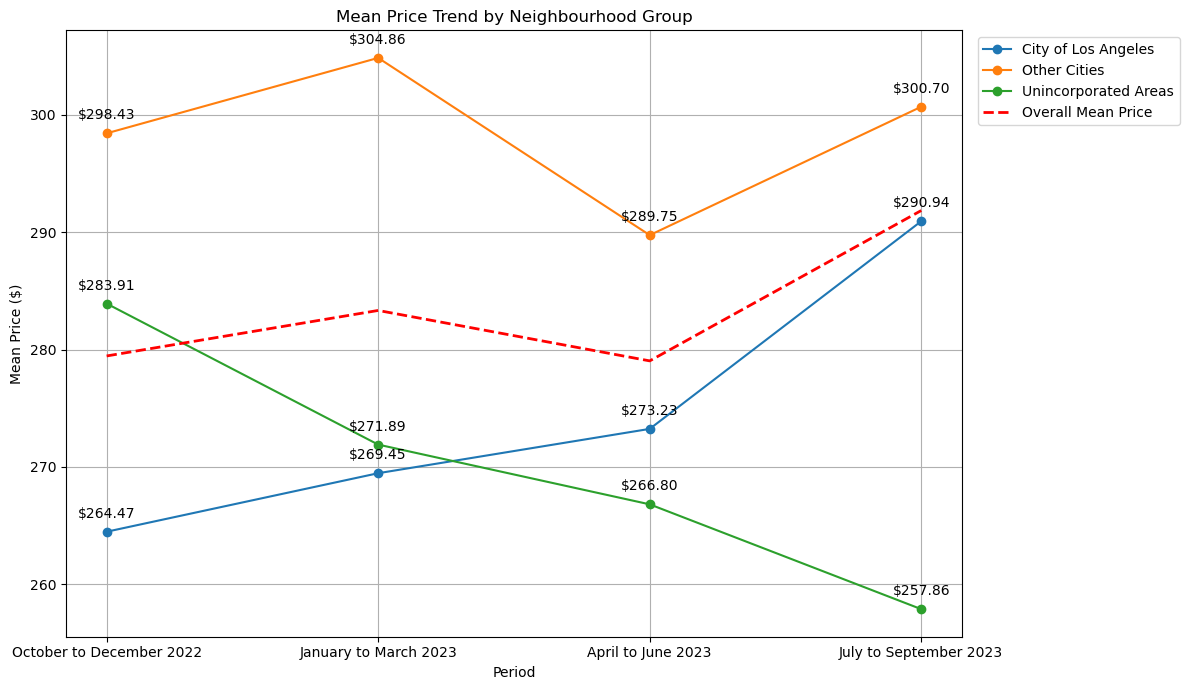 Mean Price Trend by Neighbourhood Group
City of Los Angeles
Other Cities
Unincorporated Areas
Overall Mean Price
$304.86
$298.43
$300.70
$289.75
$290.94
$283.91
$271.89
$269.45
$273.23
$264.47
$266.80
$257.86
Mean Price ($)
300
290
280
270
260
October to December 2022
January to March 2023
April to June 2023
July to September 2023
Period